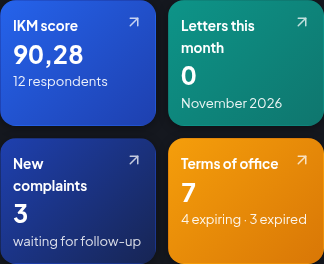 IKM score
90,28
12 respondents
Letters this
month
0
November 2026
New
complaints
3
waiting for follow-up
Terms of office
7
4 expiring · 3 expired